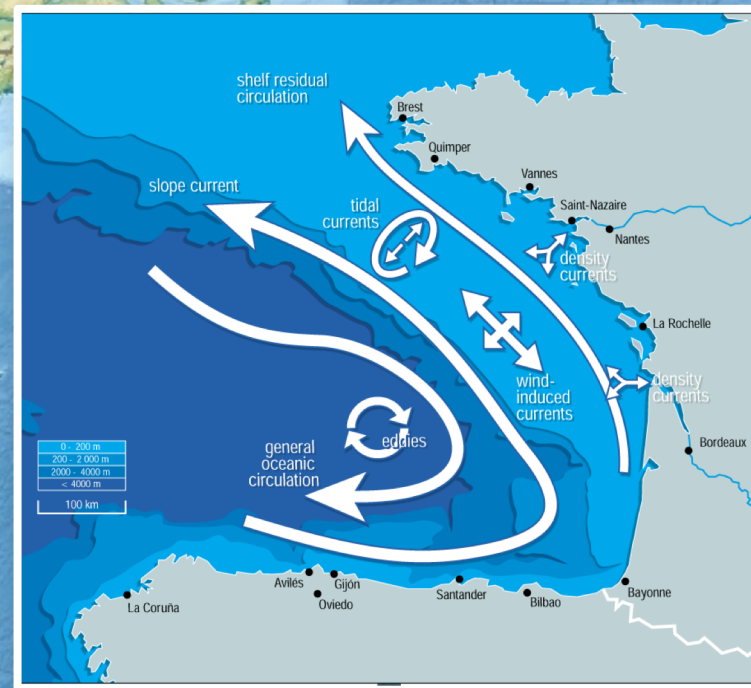 shelf residual
circulation
Brest
Quimper
slope current
Vannes
tidal
currents
Saint-Nazaire
Nantes
density
currents
La Rochelle
wind-
induced
currents
density
currents
eddies
general
oceanic
circulation
Bordeaux
0 - 200 m
200 - 2 000 m
2000 - 4000 m
< 4000 m
100 km
Avilés
Gijón
Oviedo
Santander
Bilbao
Bayonne
La Coruña